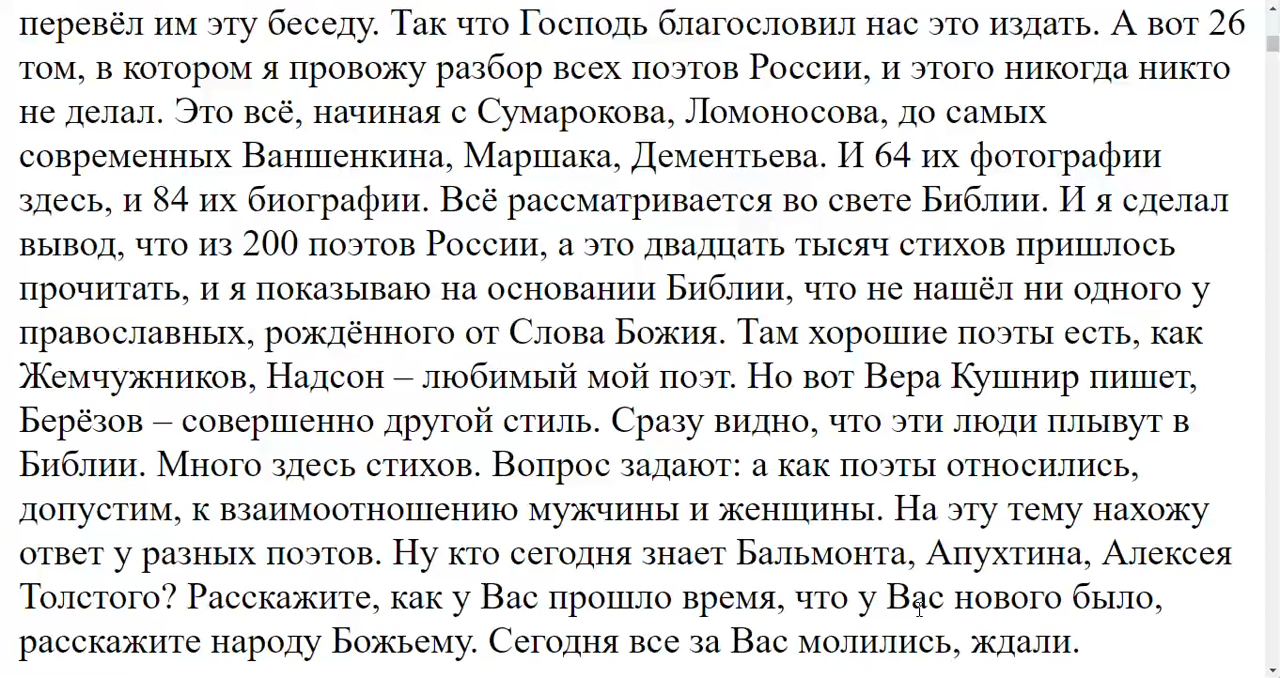 перевёл им эту беседу. Так что Господь благословил нас это издать. А вот 26
том, в котором я провожу разбор всех поэтов России, и этого никогда никто
не делал. Это всё, начиная с Сумарокова, Ломоносова, до самых
современных Ваншенкина, Маршака, Дементьева. И 64 их фотографии
здесь, и 84 их биографии. Всё рассматривается во свете Библии. И я сделал
вывод, что из 200 поэтов России, а это двадцать тысяч стихов пришлось
прочитать, и я показываю на основании Библии, что не нашёл ни одного у
православных, рождённого от Слова Божия. Там хорошие поэты есть, как
Жемчужников, Надсон – любимый мой поэт. Но вот Вера Кушнир пишет,
Берёзов – совершенно другой стиль. Сразу видно, что эти люди плывут в
Библии. Много здесь стихов. Вопрос задают: а как поэты относились,
допустим, к взаимоотношению мужчины и женщины. На эту тему нахожу
ответ у разных поэтов. Ну кто сегодня знает Бальмонта, Апухтина, Алексея
Толстого? Расскажите, как у Вас прошло время, что у Вас нового было,
расскажите народу Божьему. Сегодня все за Вас молились, ждали.